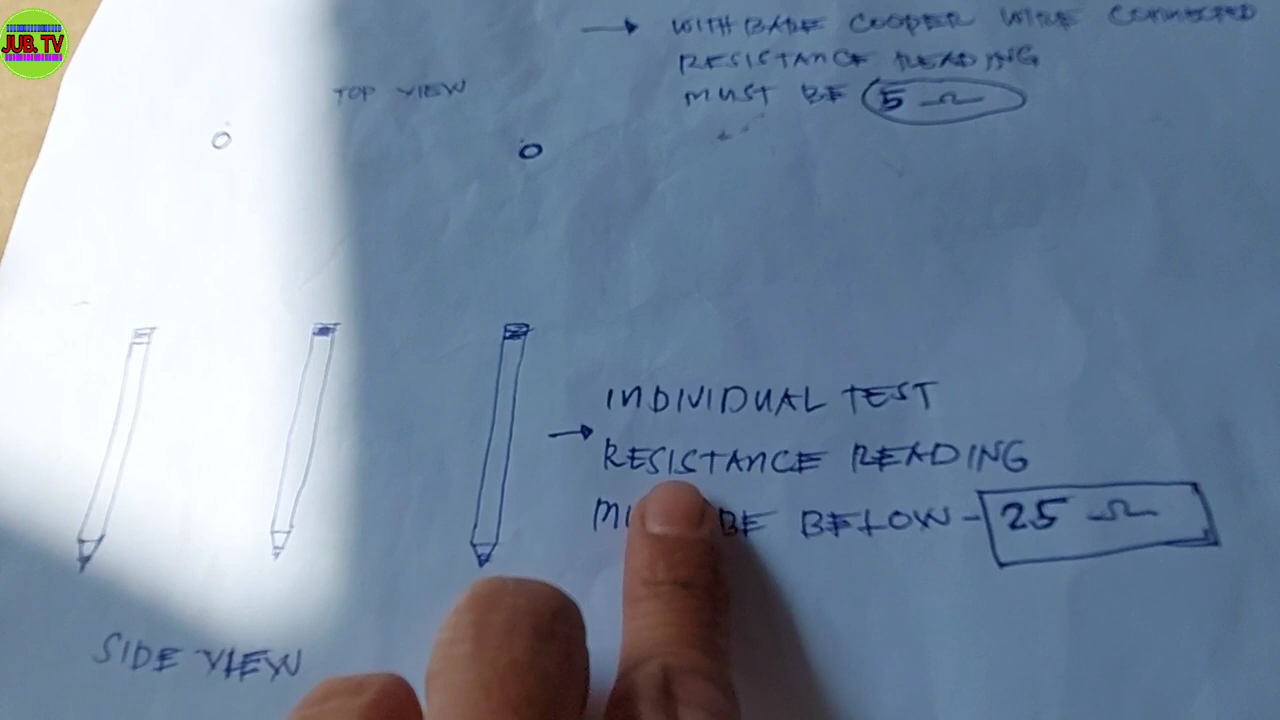 JUB.TV
WITH BARE COOPER WIRE CONNECTED
RESISTANCE READING
MUST BE 5 Ω
TOP VIEW
INDIVIDUAL TEST
RESISTANCE READING
BE BELOW - 25 Ω
SIDE VIEW